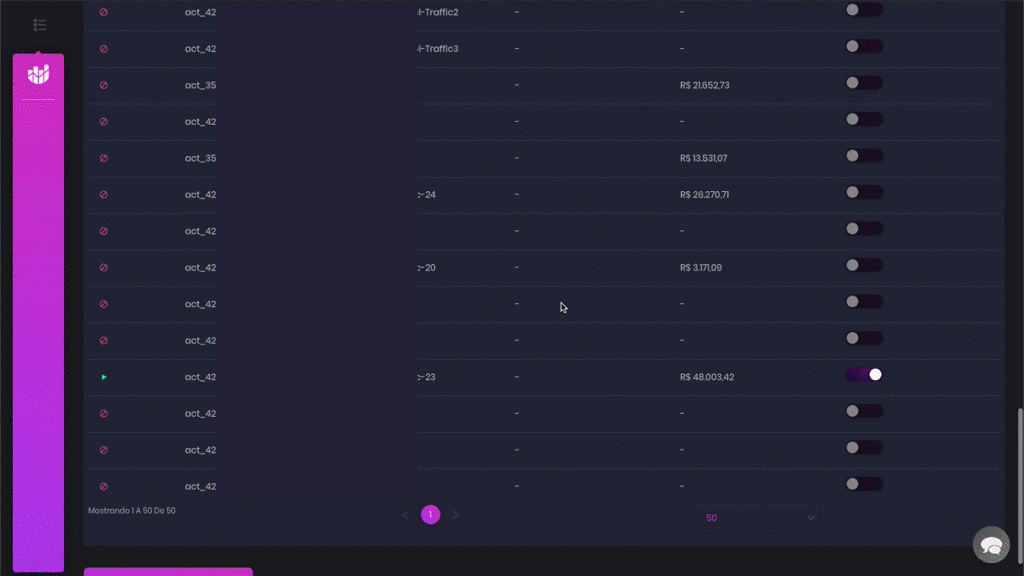 act_42 l-Traffic2 - -
act_42 l-Traffic3 - -
act_35 - R$ 21.652,73
act_42 - -
act_35 - R$ 13.531,07
act_42 c-24 - R$ 26.270,71
act_42 - -
act_42 c-20 - R$ 3.171,09
act_42 - -
act_42 - -
act_42 c-23 - R$ 48.003,42
act_42 - -
act_42 - -
act_42 - -
Mostrando 1 A 50 De 50
1
50